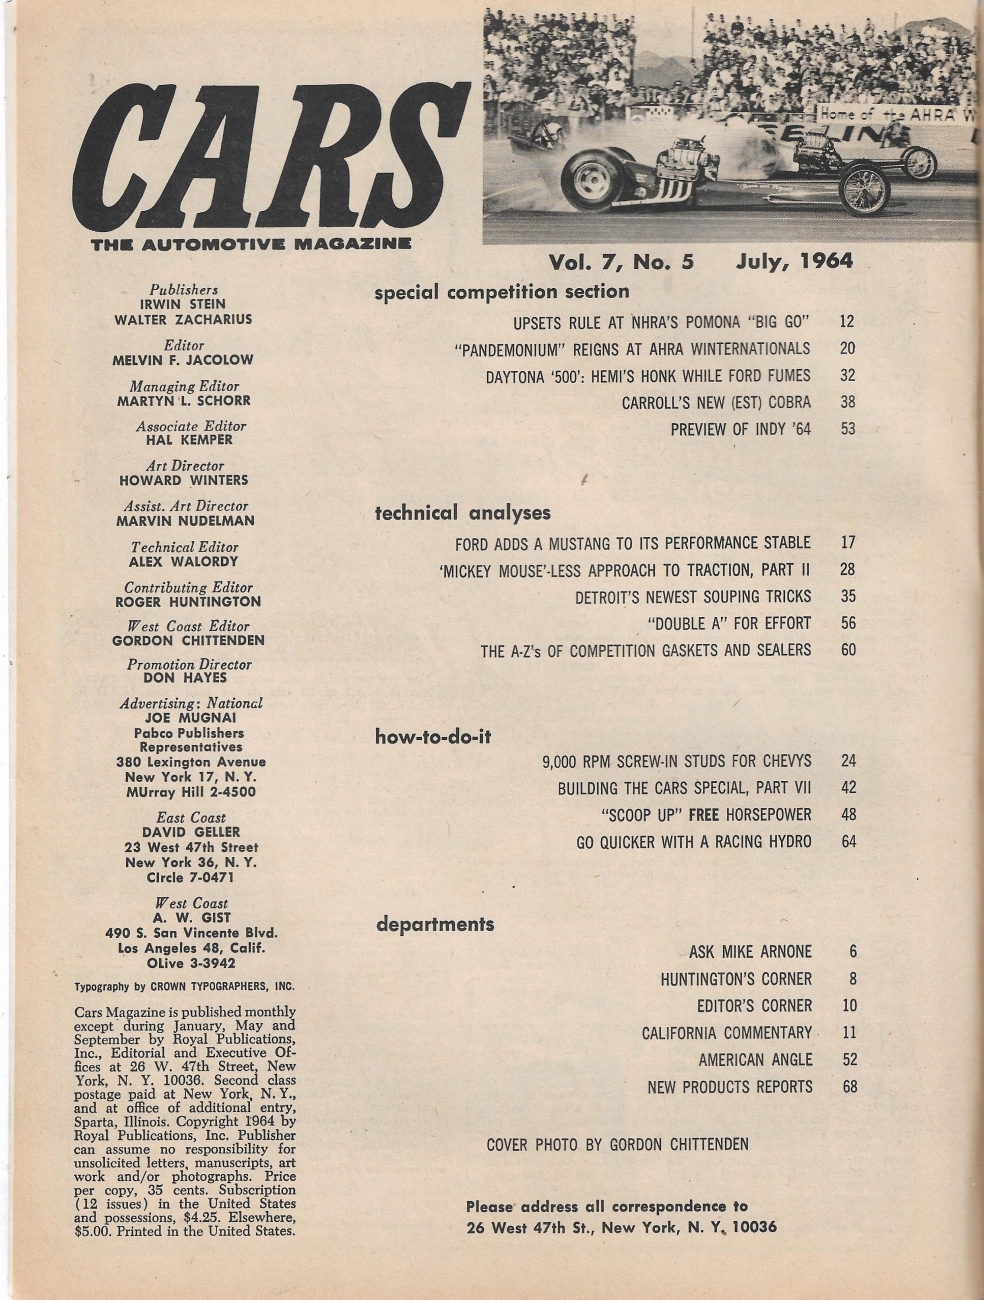 CARS
THE AUTOMOTIVE MAGAZINE
Home of the AHRA W
Vol. 7, No. 5 July, 1964
Publishers
IRWIN STEIN
WALTER ZACHARIUS
Editor
MELVIN F. JACOLOW
Managing Editor
MARTYN L. SCHORR
Associate Editor
HAL KEMPER
Art Director
HOWARD WINTERS
Assist. Art Director
MARVIN NUDELMAN
Technical Editor
ALEX WALORDY
Contributing Editor
ROGER HUNTINGTON
West Coast Editor
GORDON CHITTENDEN
Promotion Director
DON HAYES
Advertising: National
JOE MUGNAI
Pabco Publishers
Representatives
380 Lexington Avenue
New York 17, N. Y.
MUrray Hill 2-4500
East Coast
DAVID GELLER
23 West 47th Street
New York 36, N. Y.
CIrcle 7-0471
West Coast
A. W. GIST
490 S. San Vincente Blvd.
Los Angeles 48, Calif.
OLive 3-3942
Typography by CROWN TYPOGRAPHERS, INC.
Cars Magazine is published monthly
except during January, May and
September by Royal Publications,
Inc., Editorial and Executive Of-
fices at 26 W. 47th Street, New
York, N. Y. 10036. Second class
postage paid at New York, N. Y.,
and at office of additional entry,
Sparta, Illinois. Copyright 1964 by
Royal Publications, Inc. Publisher
can assume no responsibility for
unsolicited letters, manuscripts, art
work and/or photographs. Price
per copy, 35 cents. Subscription
(12 issues) in the United States
and possessions, $4.25. Elsewhere,
$5.00. Printed in the United States.
special competition section
UPSETS RULE AT NHRA'S POMONA "BIG GO" 12
"PANDEMONIUM" REIGNS AT AHRA WINTERNATIONALS 20
DAYTONA '500': HEMI'S HONK WHILE FORD FUMES 32
CARROLL'S NEW (EST) COBRA 38
PREVIEW OF INDY '64 53
technical analyses
FORD ADDS A MUSTANG TO ITS PERFORMANCE STABLE 17
'MICKEY MOUSE'-LESS APPROACH TO TRACTION, PART II 28
DETROIT'S NEWEST SOUPING TRICKS 35
"DOUBLE A" FOR EFFORT 56
THE A-Z's OF COMPETITION GASKETS AND SEALERS 60
how-to-do-it
9,000 RPM SCREW-IN STUDS FOR CHEVYS 24
BUILDING THE CARS SPECIAL, PART VII 42
"SCOOP UP" FREE HORSEPOWER 48
GO QUICKER WITH A RACING HYDRO 64
departments
ASK MIKE ARNONE 6
HUNTINGTON'S CORNER 8
EDITOR'S CORNER 10
CALIFORNIA COMMENTARY 11
AMERICAN ANGLE 52
NEW PRODUCTS REPORTS 68
COVER PHOTO BY GORDON CHITTENDEN
Please address all correspondence to
26 West 47th St., New York, N. Y. 10036